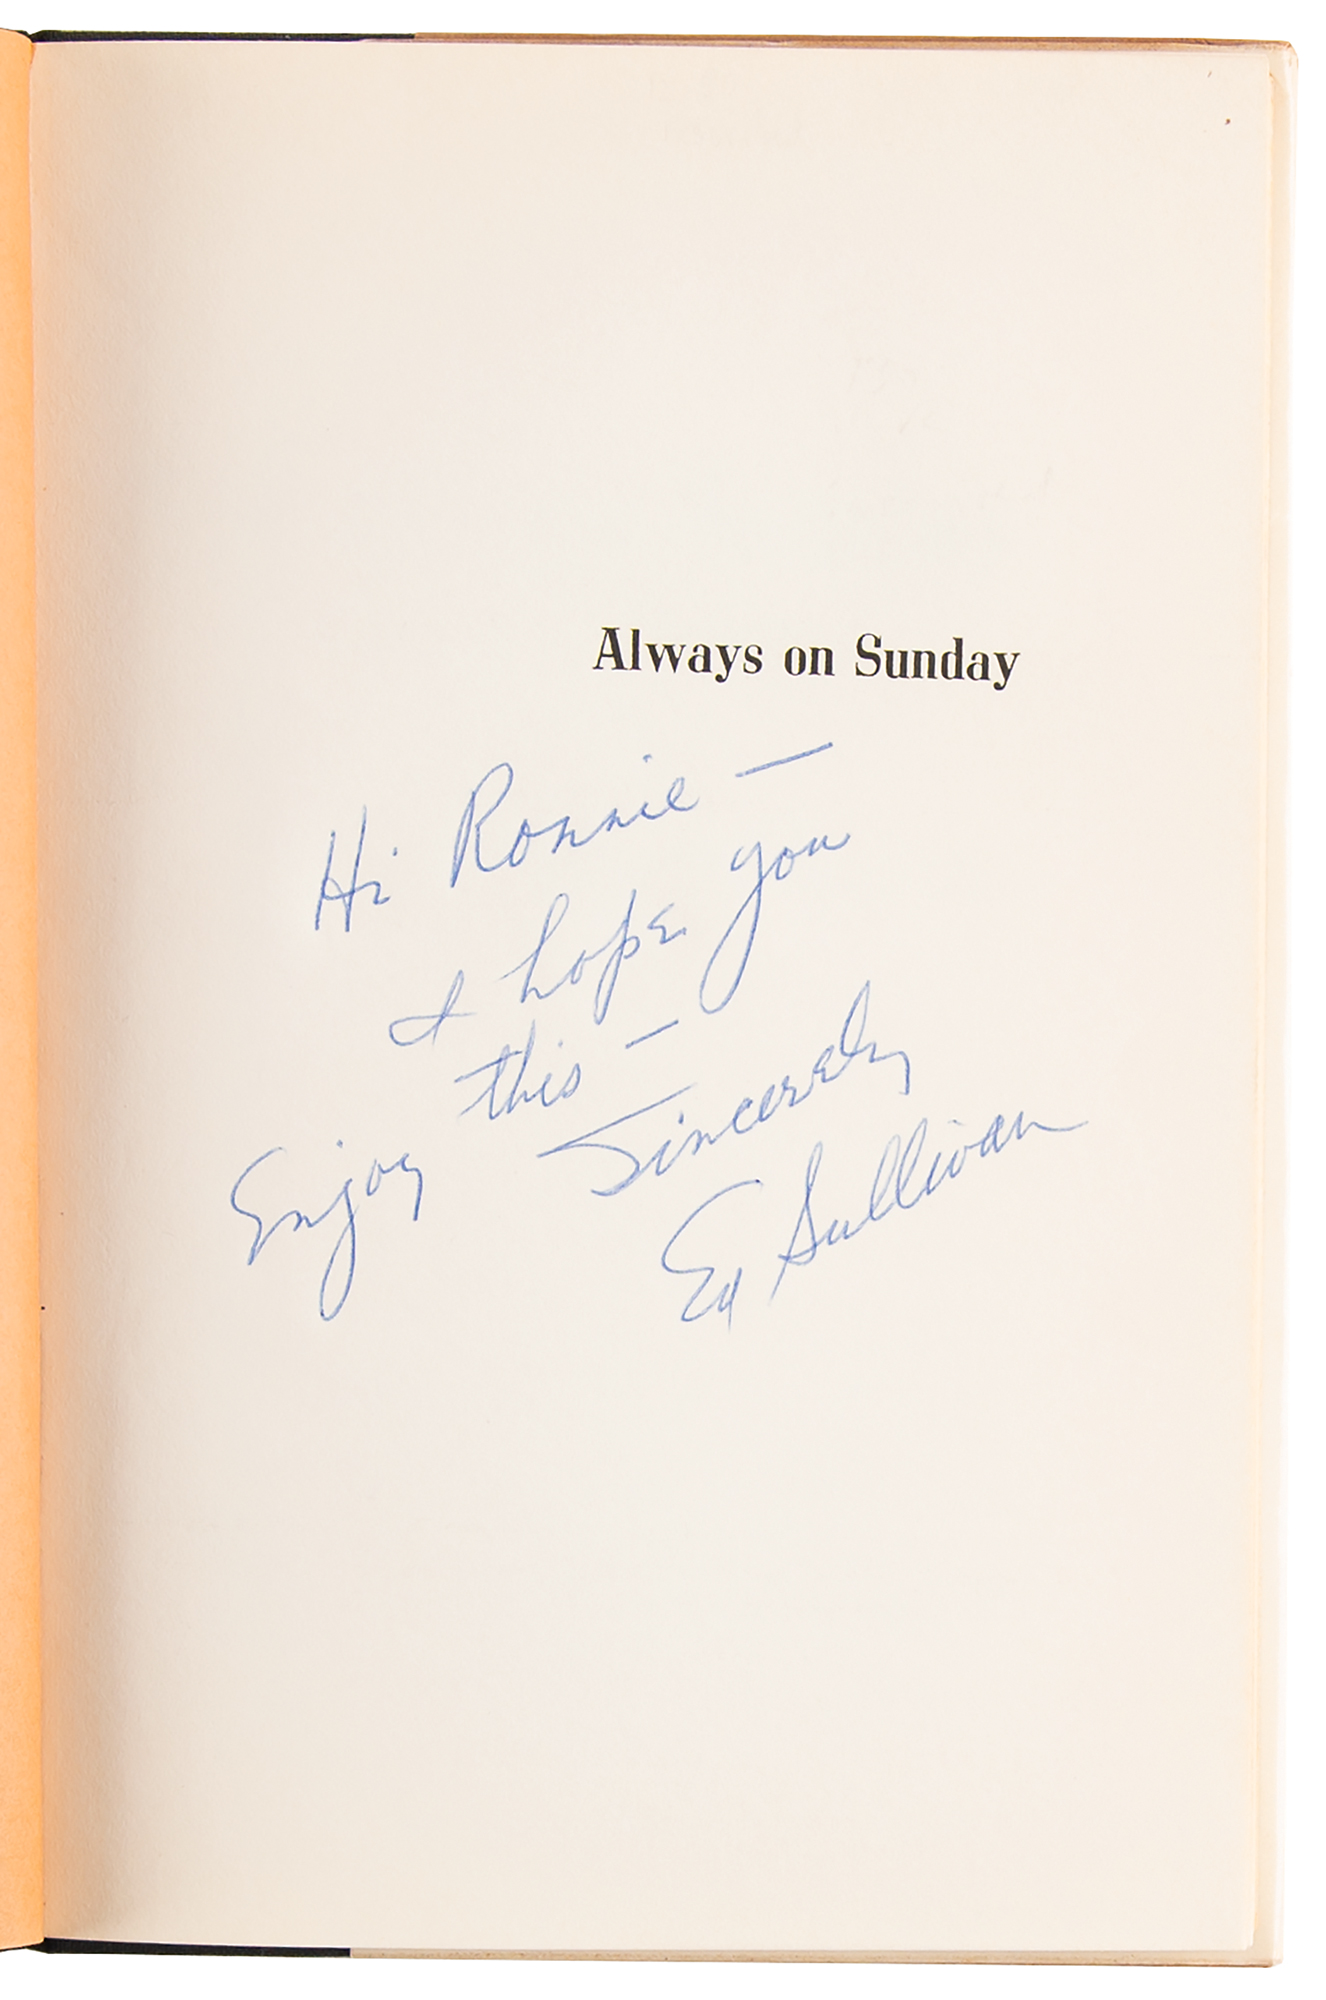 Always on Sunday
Hi Ronnie —
I hope you
Enjoy this —
Sincerely
Ed Sullivan